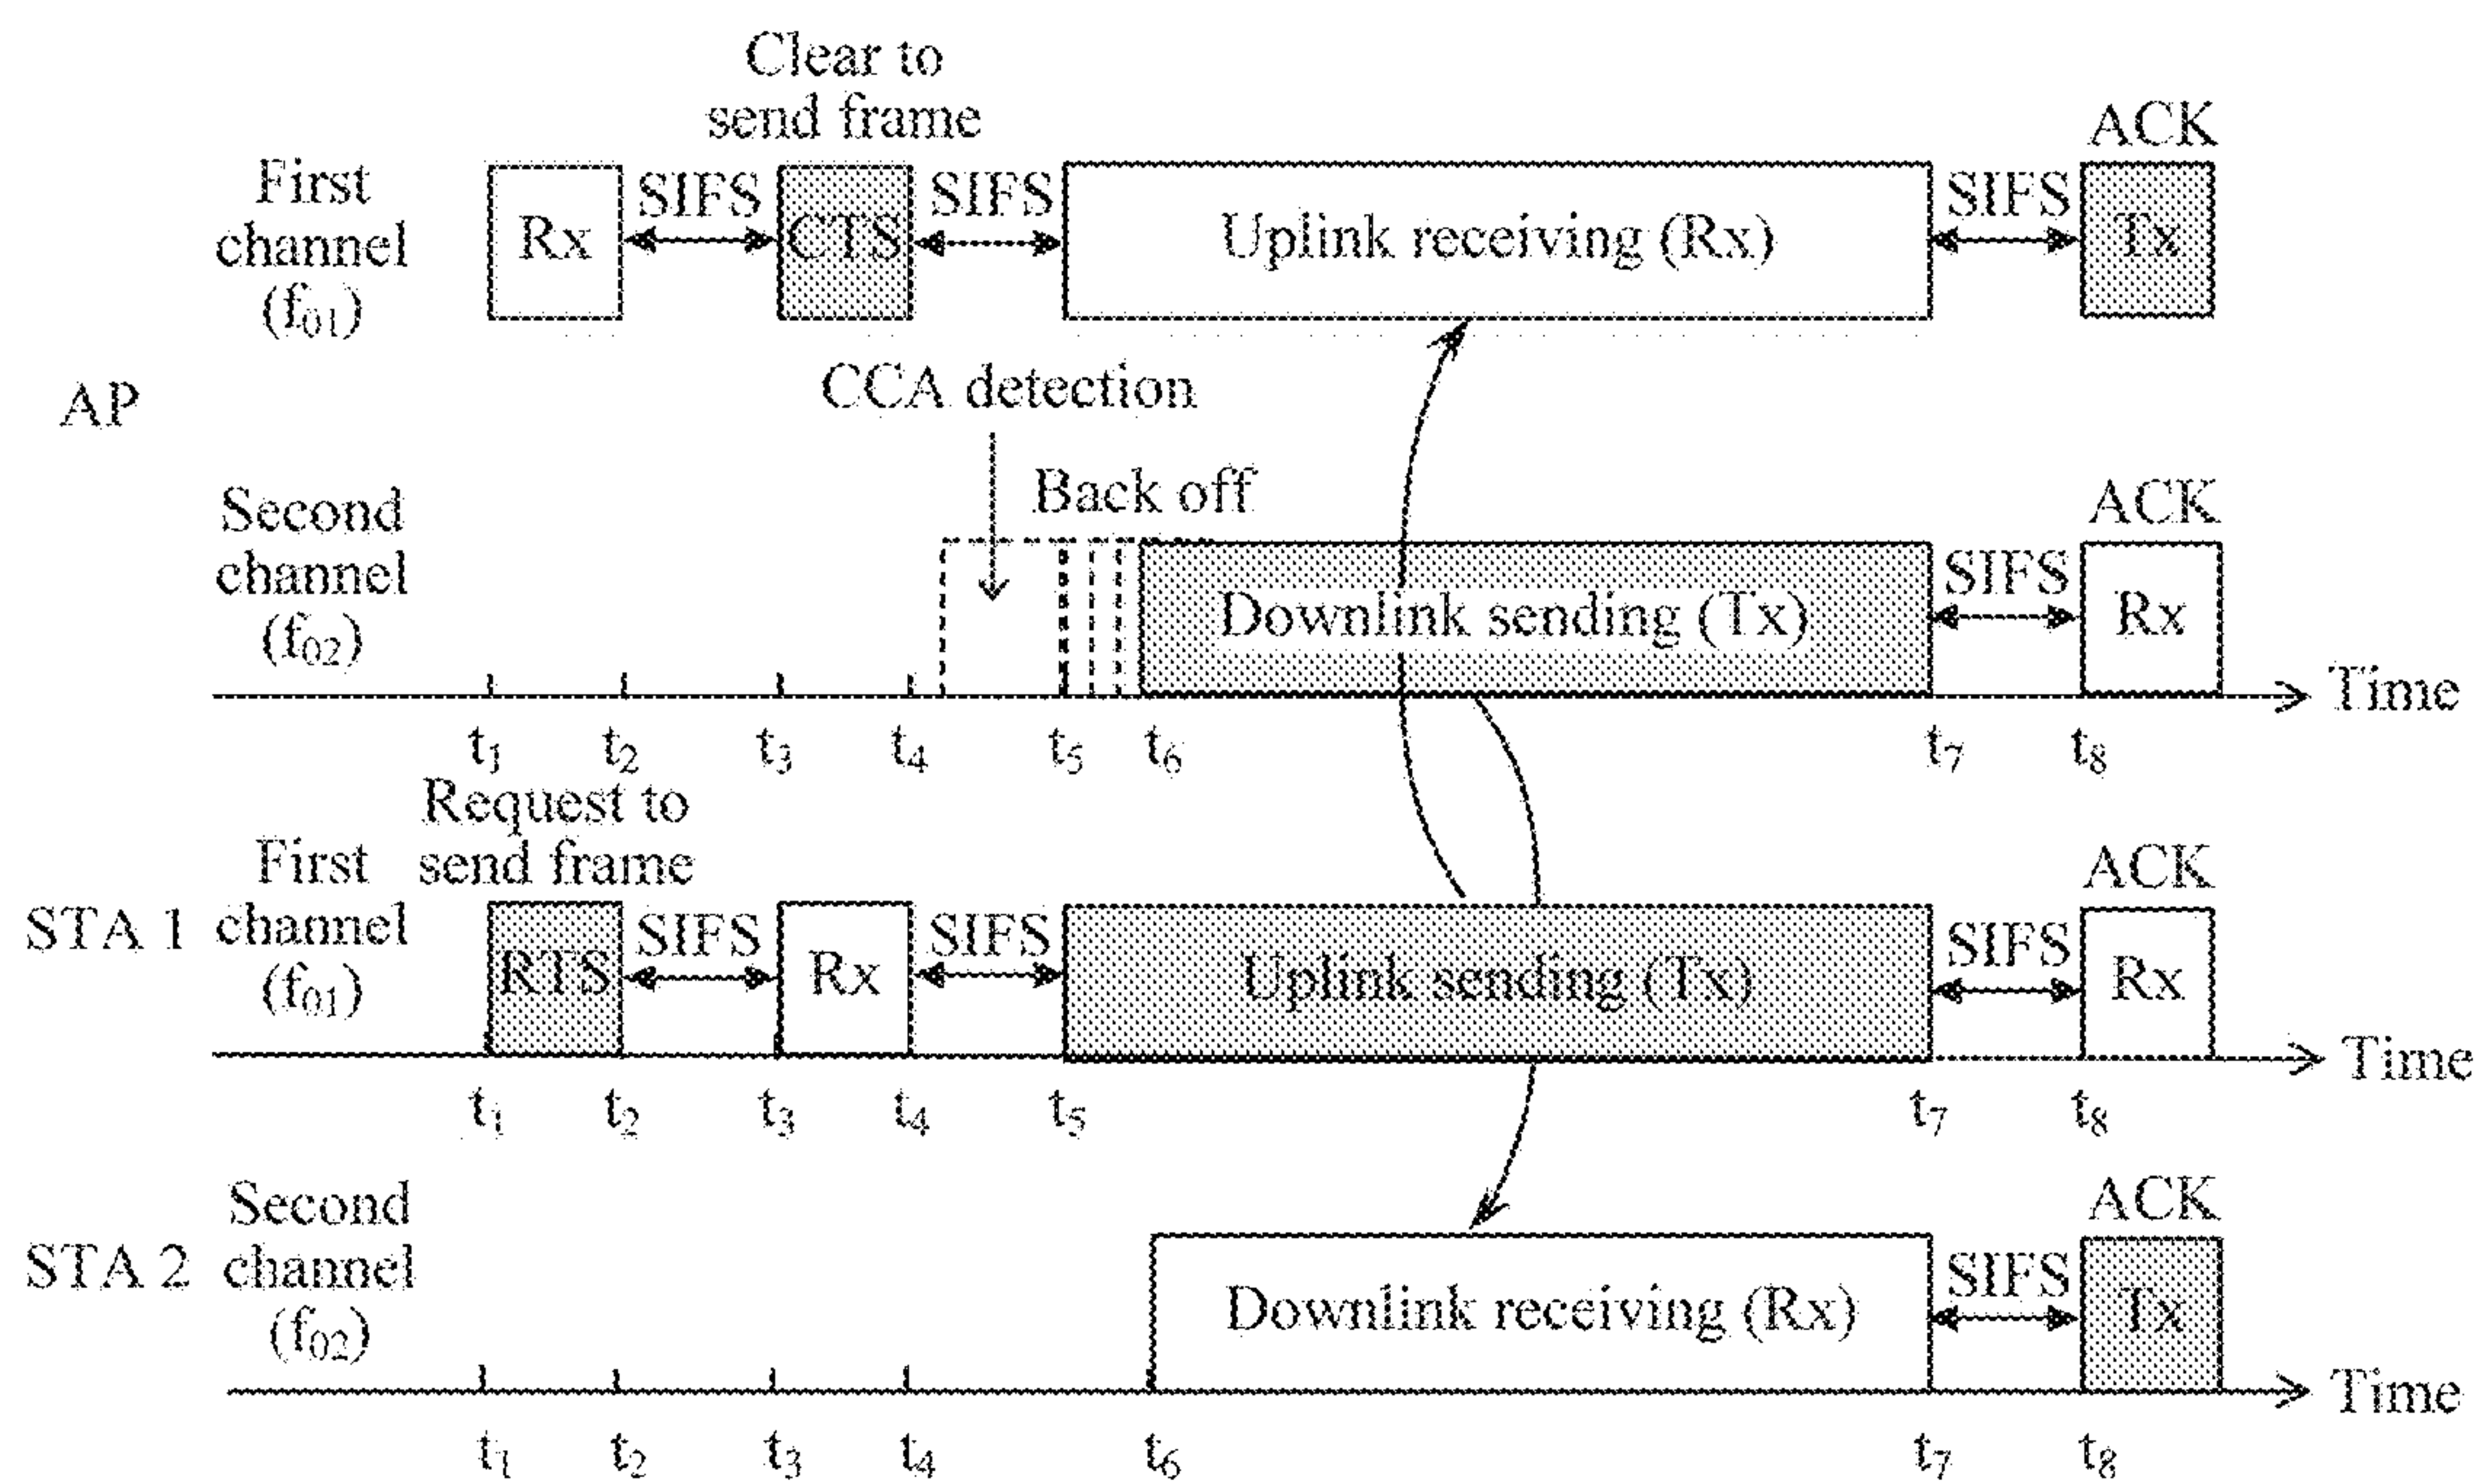 Clear to
send frame
ACK
First
channel
(f01)
Rx
SIFS
CTS
SIFS
Uplink receiving (Rx)
SIFS
Tx
AP
CCA detection
Back off
Second
channel
(f02)
Downlink sending (Tx)
SIFS
ACK
Rx
Time
t1 t2 t3 t4 t5 t6 t7 t8
Request to
send frame
STA 1
First
channel
(f01)
RTS
SIFS
Rx
SIFS
Uplink sending (Tx)
SIFS
ACK
Rx
Time
t1 t2 t3 t4 t5 t7 t8
STA 2
Second
channel
(f02)
Downlink receiving (Rx)
SIFS
ACK
Tx
Time
t1 t2 t3 t4 t6 t7 t8